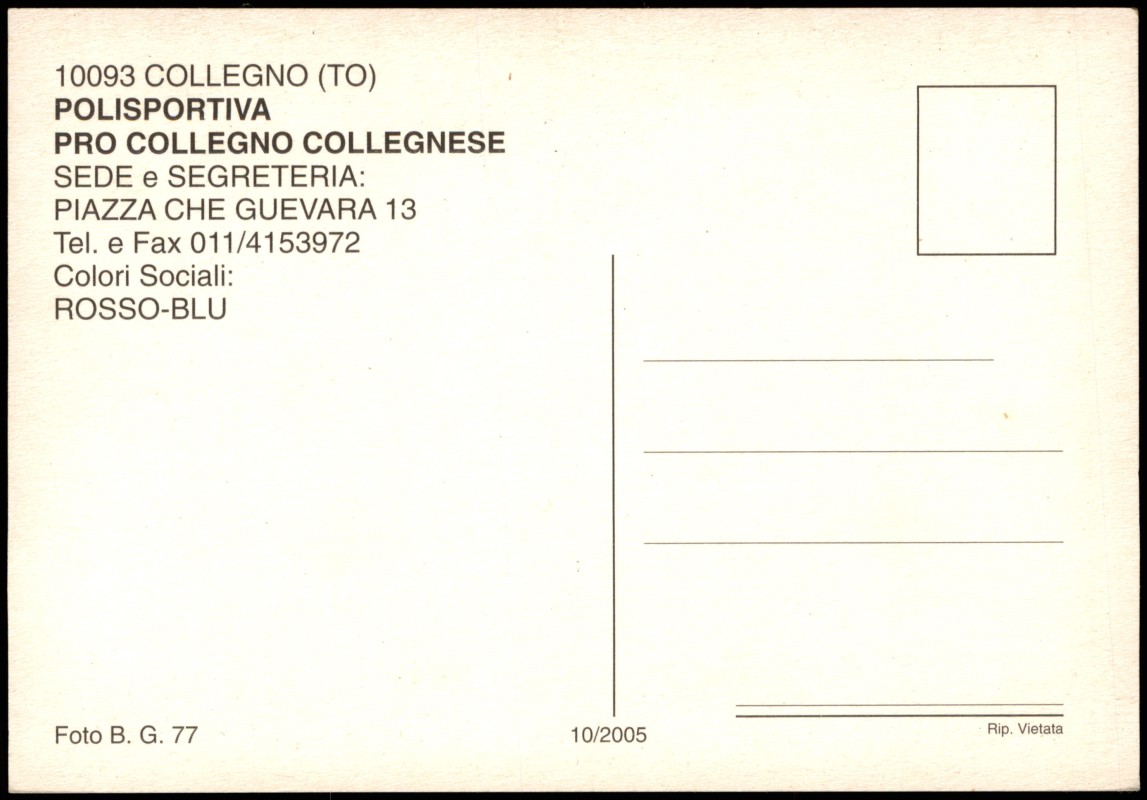 10093 COLLEGNO (TO)
POLISPORTIVA
PRO COLLEGNO COLLEGNESE
SEDE e SEGRETERIA:
PIAZZA CHE GUEVARA 13
Tel. e Fax 011/4153972
Colori Sociali:
ROSSO-BLU
Foto B. G. 77
10/2005
Rip. Vietata